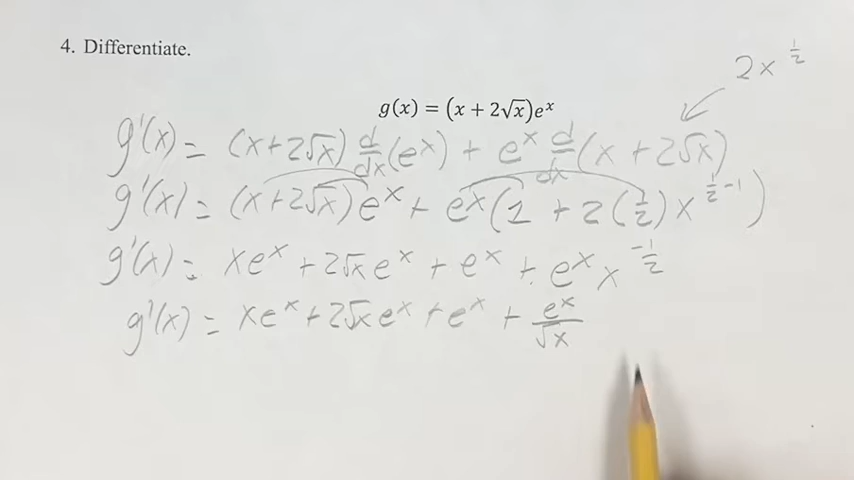 4. Differentiate.
2x^{1/2}
g(x) = (x + 2√x)e^x
g'(x) = (x+2√x) d/dx (e^x) + e^x d/dx (x + 2√x)
g'(x) = (x+2√x)e^x + e^x(1 + 2(1/2)x^{1/2 - 1})
g'(x) = xe^x + 2√x e^x + e^x + e^x x^{-1/2}
g'(x) = xe^x + 2√x e^x + e^x + e^x/√x